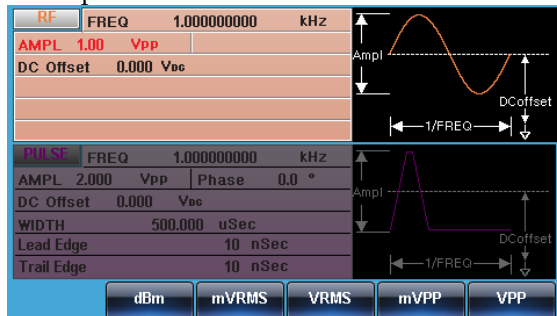 RF FREQ 1.000000000 kHz
AMPL 1.00 Vpp
DC Offset 0.000 VDC
Ampl
DCoffset
1/FREQ
PULSE FREQ 1.000000000 kHz
AMPL 2.000 Vpp Phase 0.0 °
DC Offset 0.000 VDC
WIDTH 500.000 uSec
Lead Edge 10 nSec
Trail Edge 10 nSec
Ampl
DCoffset
1/FREQ
dBm mVRMS VRMS mVPP VPP